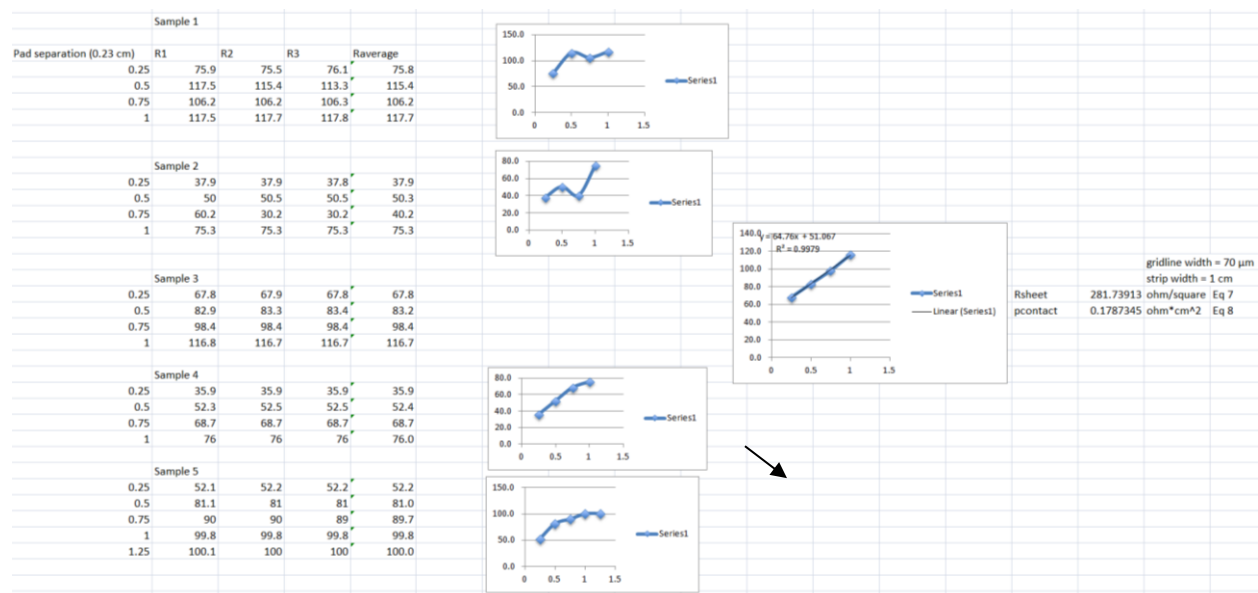 Sample 1
Pad separation (0.23 cm) R1 R2 R3 Raverage
0.25 75.9 75.5 76.1 75.8
0.5 117.5 115.4 113.3 115.4
0.75 106.2 106.2 106.3 106.2
1 117.5 117.7 117.8 117.7
150.0
100.0
50.0
0.0
0 0.5 1 1.5
Series1
Sample 2
0.25 37.9 37.9 37.8 37.9
0.5 50 50.5 50.5 50.3
0.75 60.2 30.2 30.2 40.2
1 75.3 75.3 75.3 75.3
80.0
60.0
40.0
20.0
0.0
0 0.5 1 1.5
Series1
Sample 3
0.25 67.8 67.9 67.8 67.8
0.5 82.9 83.3 83.4 83.2
0.75 98.4 98.4 98.4 98.4
1 116.8 116.7 116.7 116.7
y = 64.76x + 51.067
R² = 0.9979
140.0
120.0
100.0
80.0
60.0
40.0
20.0
0.0
0 0.5 1 1.5
Series1
Linear (Series1)
gridline width = 70 μm
strip width = 1 cm
Rsheet 281.73913 ohm/square Eq 7
pcontact 0.1787345 ohm*cm^2 Eq 8
Sample 4
0.25 35.9 35.9 35.9 35.9
0.5 52.3 52.5 52.5 52.4
0.75 68.7 68.7 68.7 68.7
1 76 76 76 76.0
80.0
60.0
40.0
20.0
0.0
0 0.5 1 1.5
Series1
Sample 5
0.25 52.1 52.2 52.2 52.2
0.5 81.1 81 81 81.0
0.75 90 90 89 89.7
1 99.8 99.8 99.8 99.8
1.25 100.1 100 100 100.0
150.0
100.0
50.0
0.0
0 0.5 1 1.5
Series1